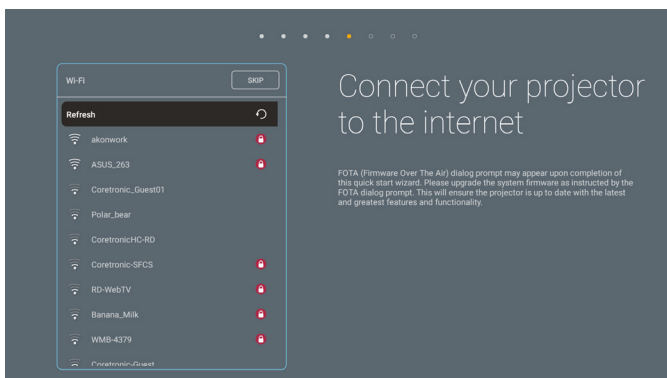 Wi-Fi
SKIP
Refresh
akonwork
ASUS_263
Coretronic_Guest01
Polar_bear
CoretronicHC-RD
Coretronic-SFCS
RD-WebTV
Banana_Milk
WMB-4379
Coretronic-Guest
Connect your projector
to the internet
FOTA (Firmware Over The Air) dialog prompt may appear upon completion of
this quick start wizard. Please upgrade the system firmware as instructed by the
FOTA dialog prompt. This will ensure the projector is up to date with the latest
and greatest features and functionality.